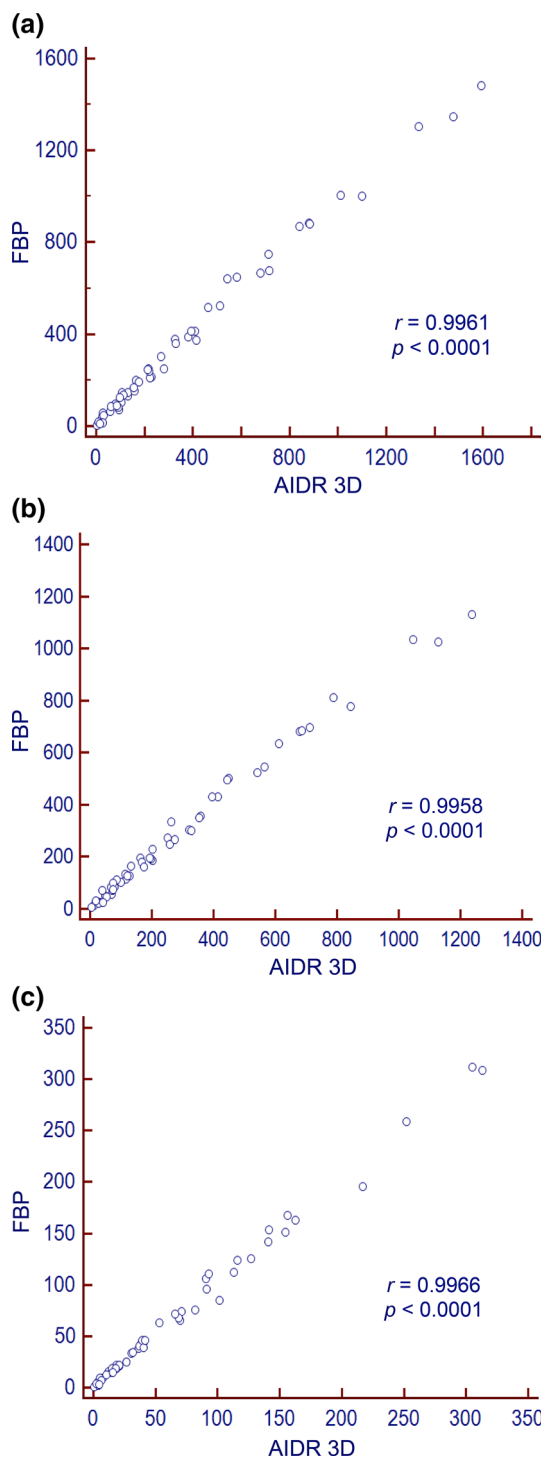 (a)
1600
1200
800
400
0
FBP
r = 0.9961
p < 0.0001
0 400 800 1200 1600
AIDR 3D
(b)
1400
1200
1000
800
600
400
200
0
FBP
r = 0.9958
p < 0.0001
0 200 400 600 800 1000 1200 1400
AIDR 3D
(c)
350
300
250
200
150
100
50
0
FBP
r = 0.9966
p < 0.0001
0 50 100 150 200 250 300 350
AIDR 3D